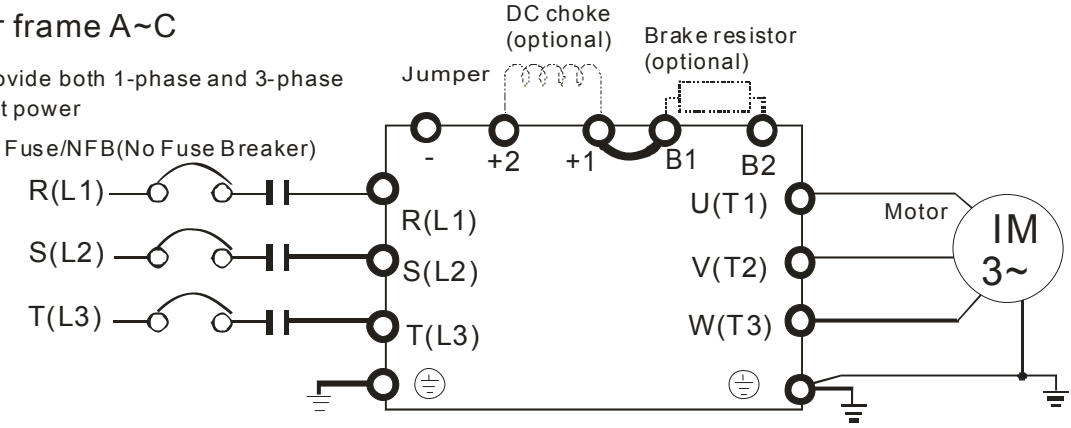 r frame A~C
ovide both 1-phase and 3-phase
t power
Fuse/NFB(No Fuse Breaker)
DC choke
(optional)
Brake resistor
(optional)
Jumper
- +2 +1 B1 B2
R(L1)
S(L2)
T(L3)
R(L1)
S(L2)
T(L3)
U(T1)
V(T2)
W(T3)
Motor
IM
3~